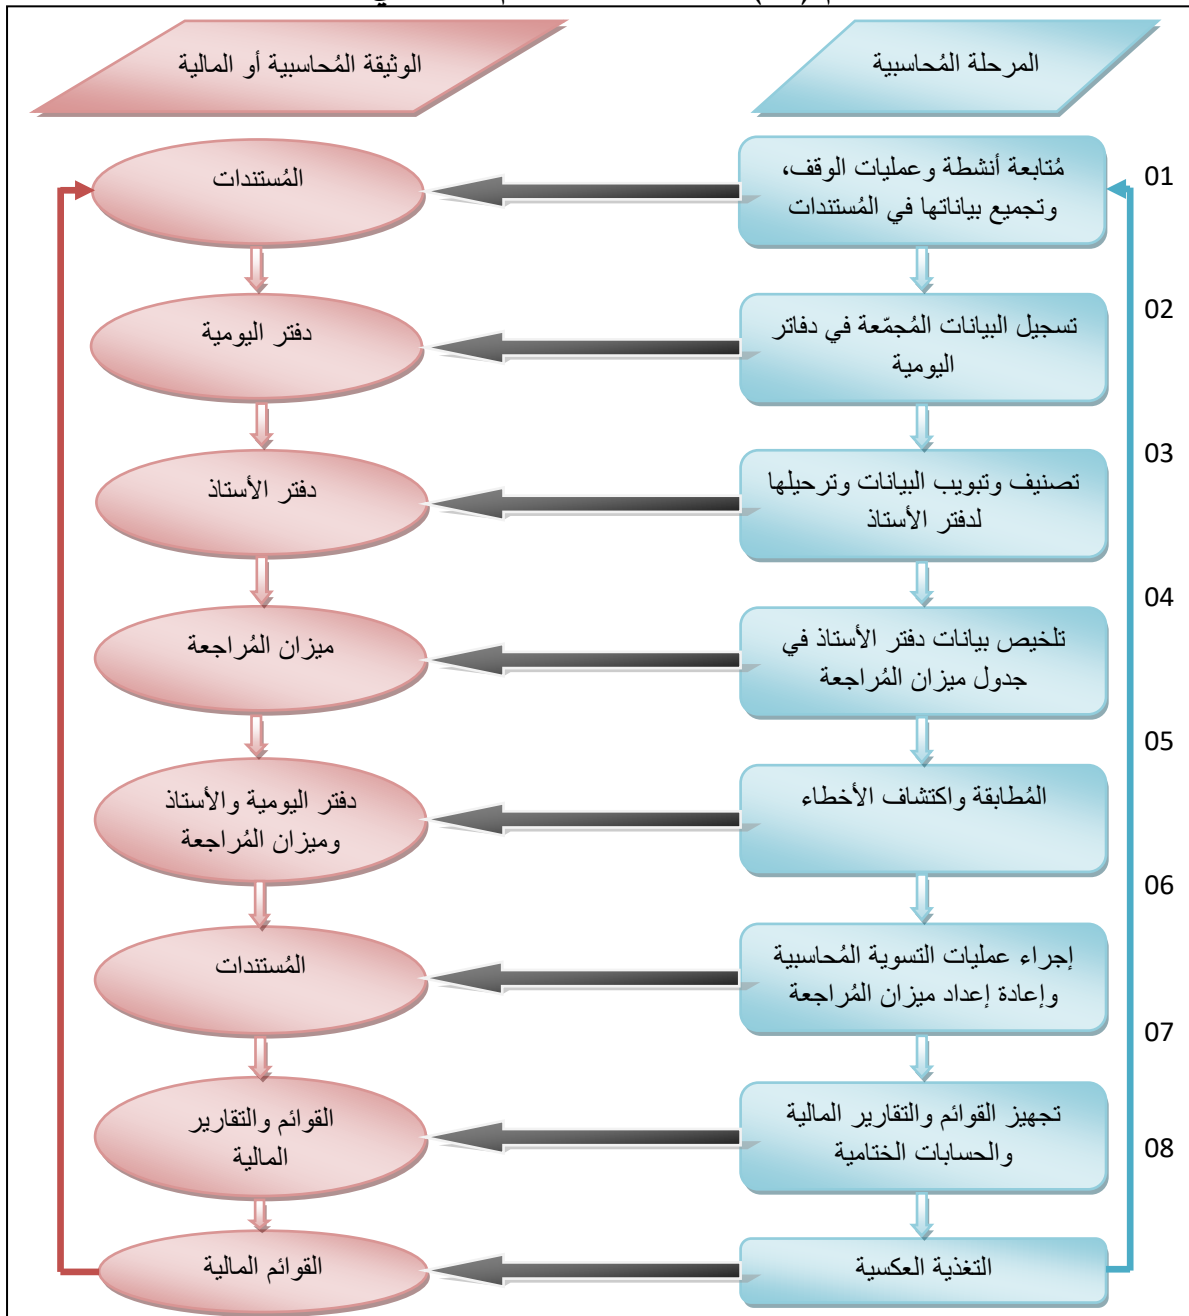 المرحلة المُحاسبية
الوثيقة المُحاسبية أو المالية
01
مُتابعة أنشطة وعمليات الوقف،
وتجميع بياناتها في المُستندات
المُستندات
02
تسجيل البيانات المُجمّعة في دفاتر
اليومية
دفتر اليومية
03
تصنيف وتبويب البيانات وترحيلها
لدفتر الأستاذ
دفتر الأستاذ
04
تلخيص بيانات دفتر الأستاذ في
جدول ميزان المُراجعة
ميزان المُراجعة
05
المُطابقة واكتشاف الأخطاء
دفتر اليومية والأستاذ
وميزان المُراجعة
06
إجراء عمليات التسوية المُحاسبية
وإعادة إعداد ميزان المُراجعة
المُستندات
07
تجهيز القوائم والتقارير المالية
والحسابات الختامية
القوائم والتقارير
المالية
08
التغذية العكسية
القوائم المالية